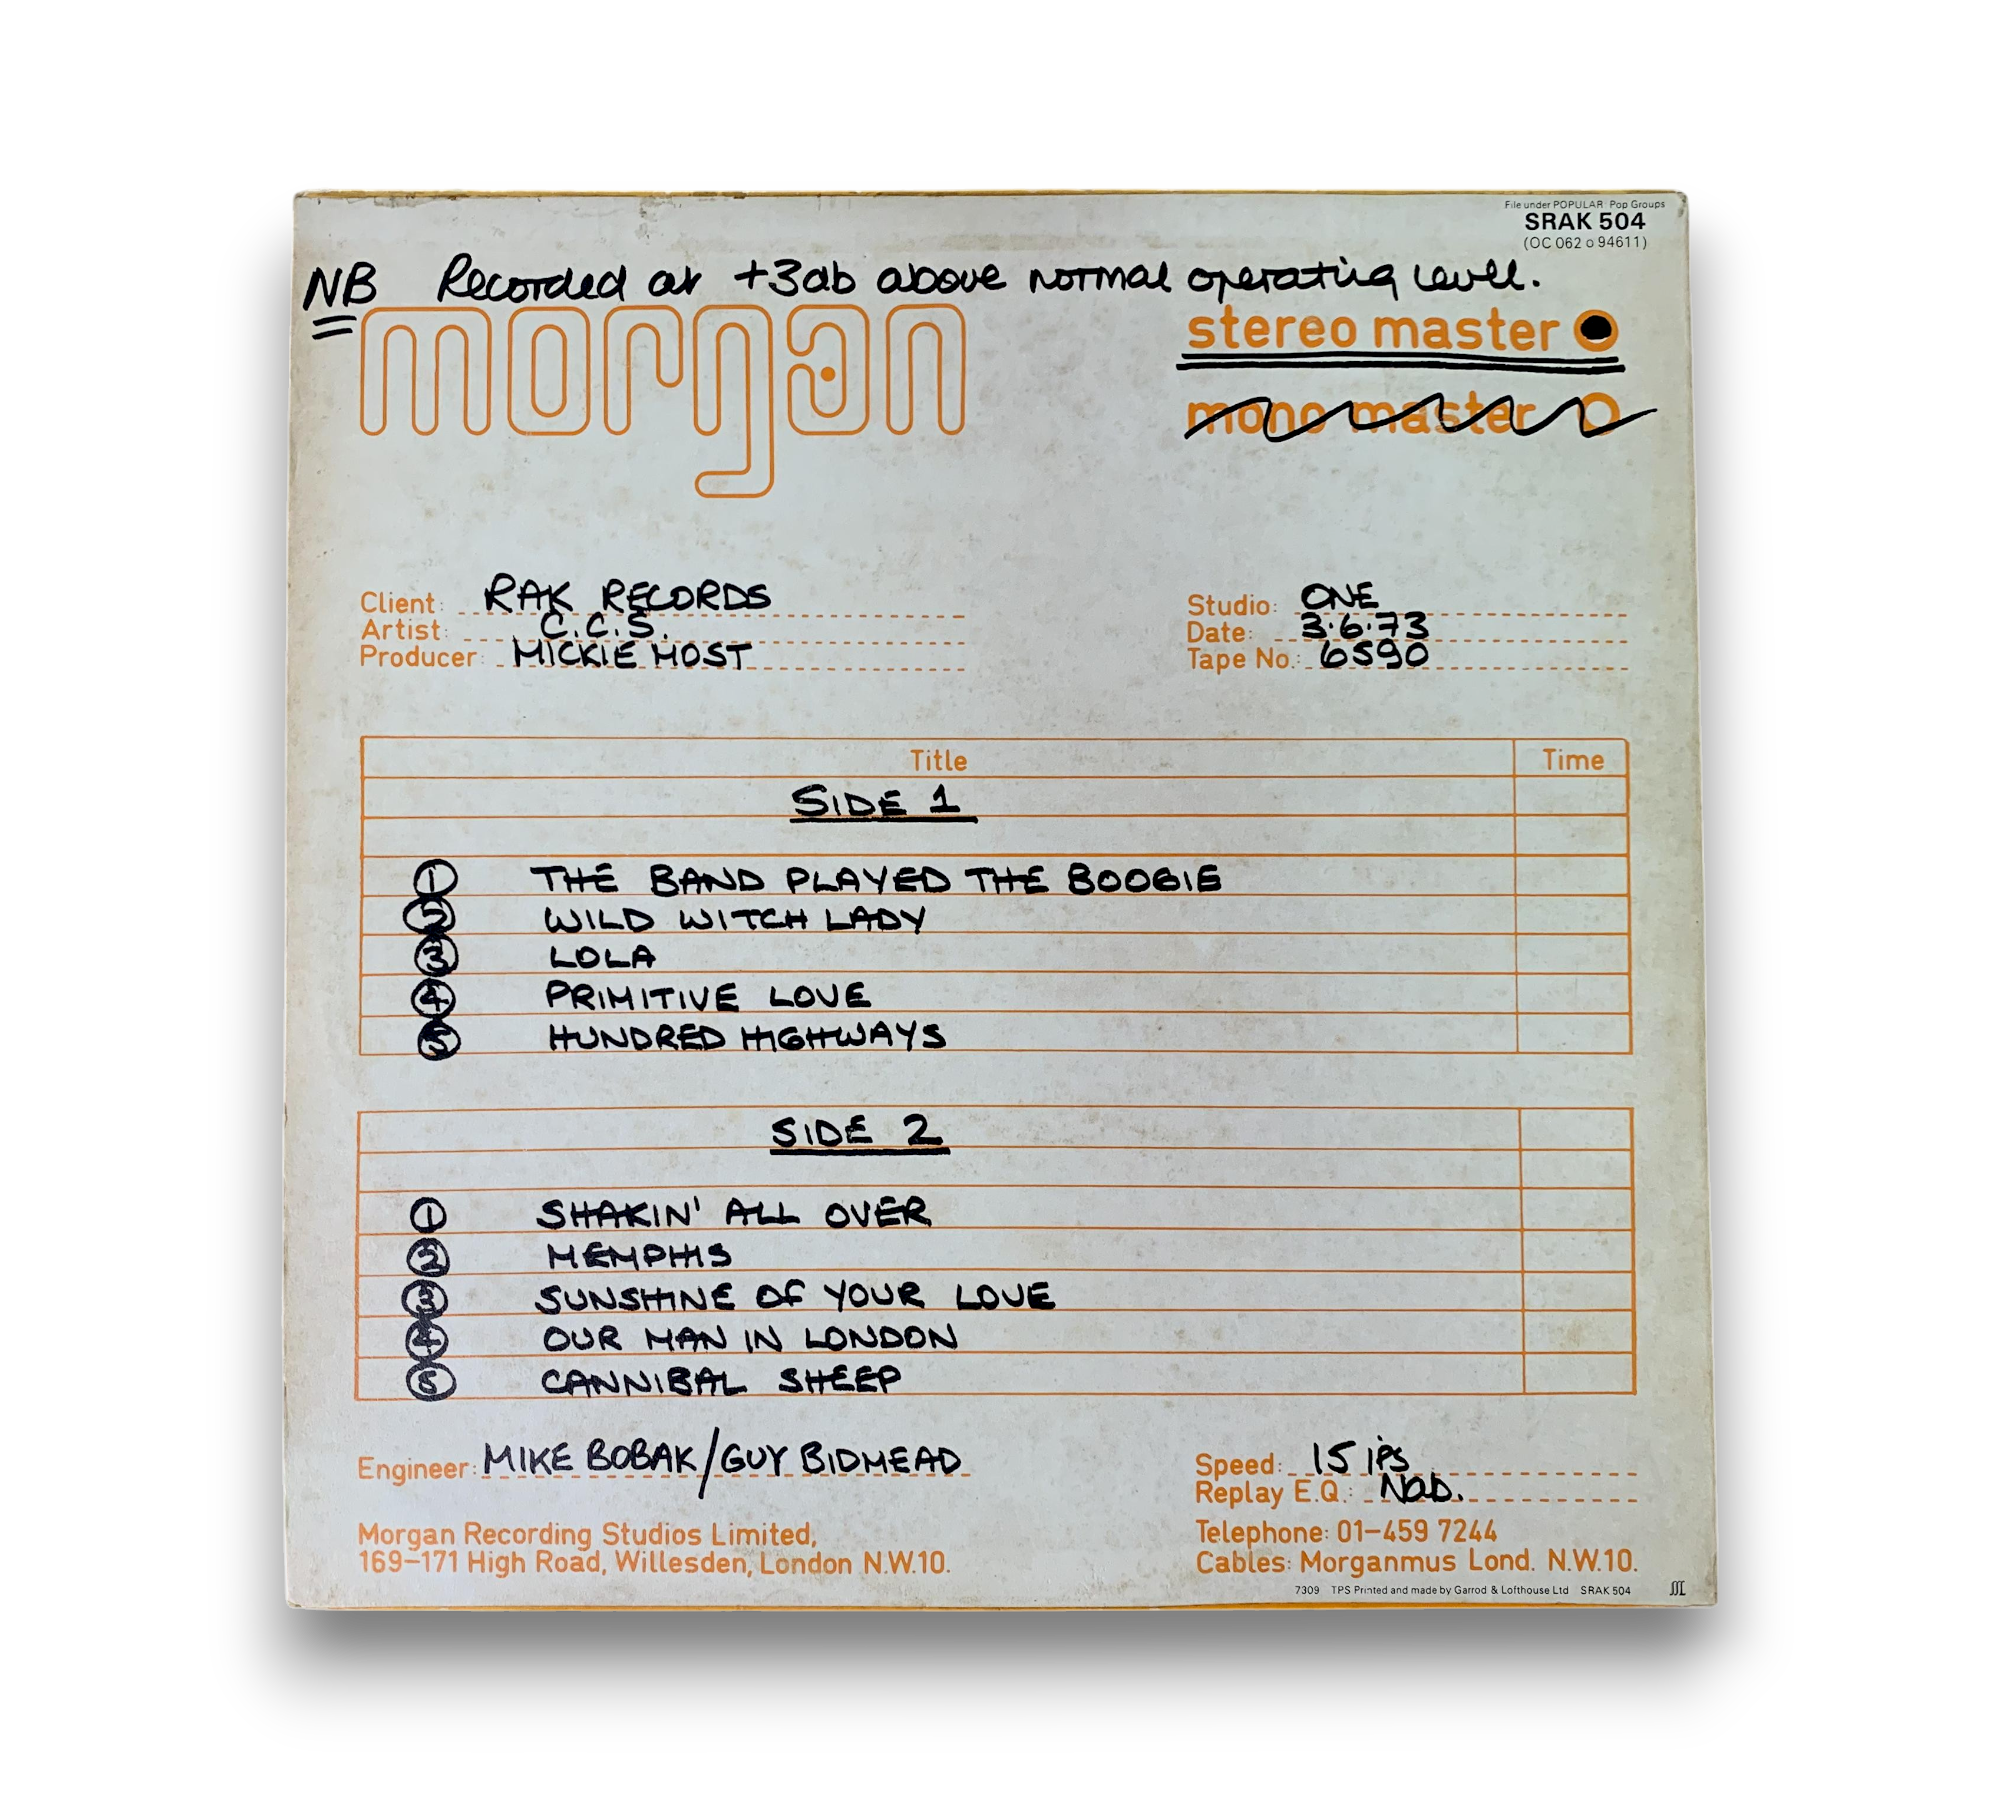 File under POPULAR: Pop Groups
SRAK 504
(OC 062 o 94611)
NB Recorded at +3db above normal operating level.
morgan
stereo master
mono master
Client: RAK RECORDS
Artist: C.C.S.
Producer: MICKIE MOST
Studio: ONE
Date: 3.6.73
Tape No.: 6590
Title Time
SIDE 1
1 THE BAND PLAYED THE BOOGIE
2 WILD WITCH LADY
3 LOLA
4 PRIMITIVE LOVE
5 HUNDRED HIGHWAYS
SIDE 2
1 SHAKIN' ALL OVER
2 MEMPHIS
3 SUNSHINE OF YOUR LOVE
4 OUR MAN IN LONDON
5 CANNIBAL SHEEP
Engineer: MIKE BOBAK/GUY BIDMEAD
Speed: 15 ips
Replay E.Q.: NAB.
Morgan Recording Studios Limited,
169–171 High Road, Willesden, London N.W.10.
Telephone: 01–459 7244
Cables: Morganmus Lond. N.W.10.
7309 TPS Printed and made by Garrod & Lofthouse Ltd SRAK 504